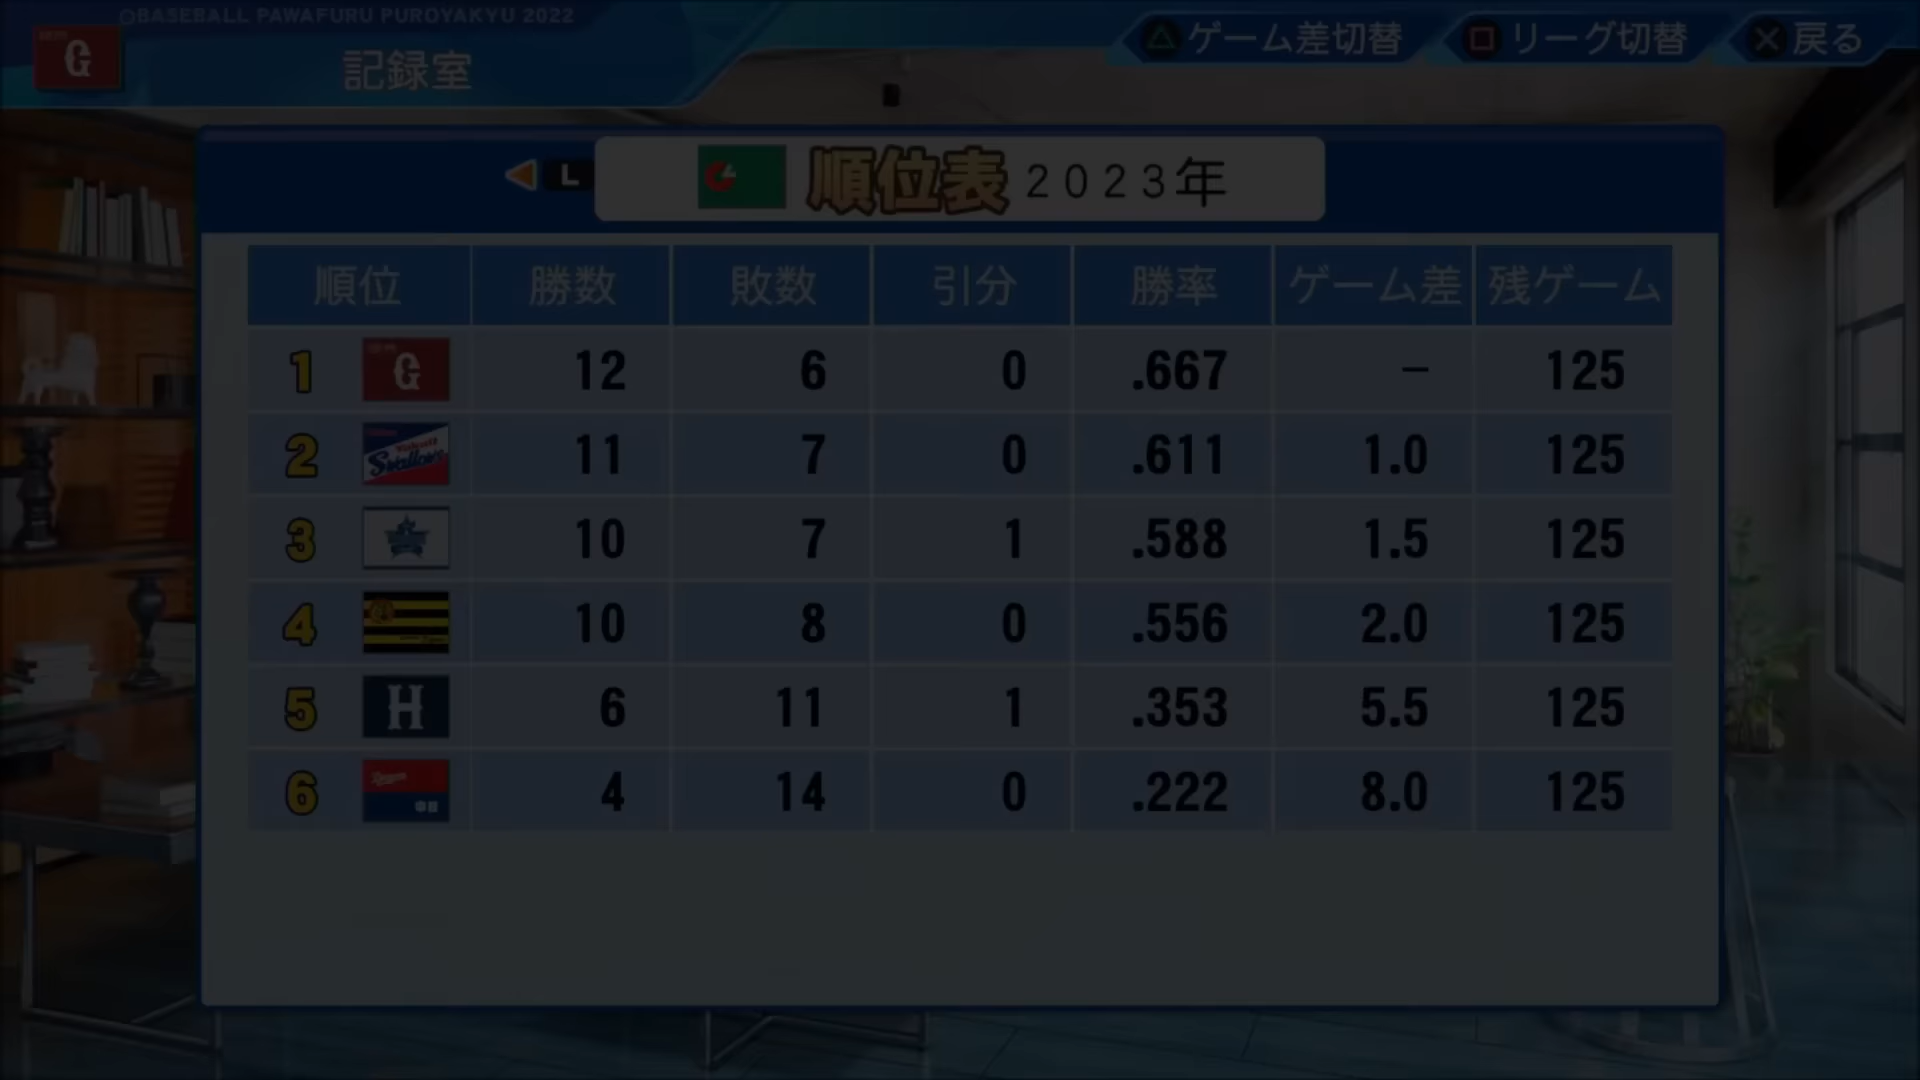 ©BASEBALL PAWAFURU PUROYAKYU 2022
G 記録室 ゲーム差切替 リーグ切替 戻る
L 順位表 2023年
順位 勝数 敗数 引分 勝率 ゲーム差 残ゲーム
1 G 12 6 0 .667 – 125
2 Swallows 11 7 0 .611 1.0 125
3 10 7 1 .588 1.5 125
4 10 8 0 .556 2.0 125
5 H 6 11 1 .353 5.5 125
6 Dragons 中日 4 14 0 .222 8.0 125